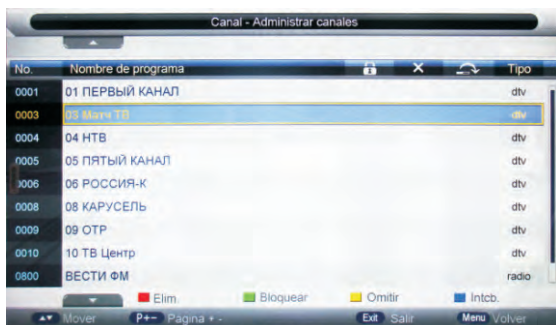 Canal - Administrar canales
No. Nombre de programa Tipo
0001 01 ПЕРВЫЙ КАНАЛ dtv
0003 03 Матч ТВ dtv
0004 04 НТВ dtv
0005 05 ПЯТЫЙ КАНАЛ dtv
0006 06 РОССИЯ-К dtv
0008 08 КАРУСЕЛЬ dtv
0009 09 ОТР dtv
0010 10 ТВ Центр dtv
0800 ВЕСТИ ФМ radio
Elim. Bloquear Omitir Intcb.
Mover P+- Página + - Exit Salir Menu Volver